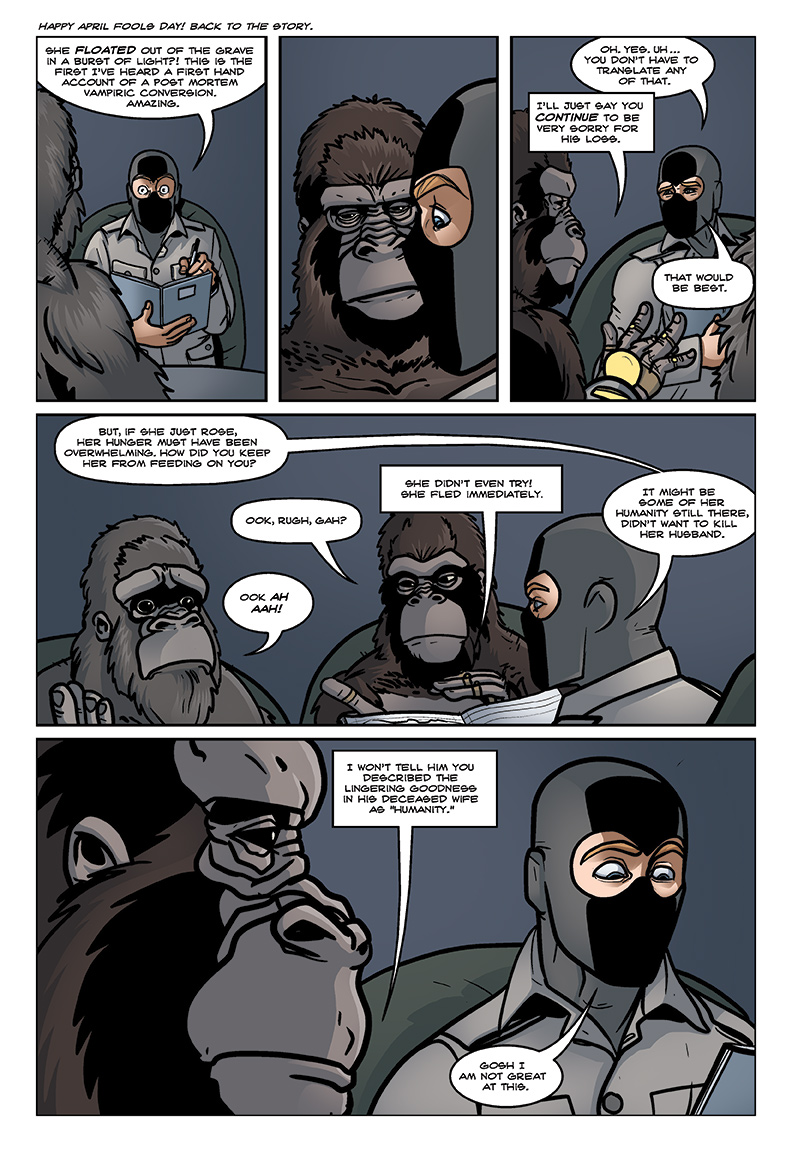 HAPPY APRIL FOOLS DAY! BACK TO THE STORY.
SHE FLOATED OUT OF THE GRAVE
IN A BURST OF LIGHT?! THIS IS THE
FIRST I'VE HEARD A FIRST HAND
ACCOUNT OF A POST MORTEM
VAMPIRIC CONVERSION.
AMAZING.
OH. YES. UH...
YOU DON'T HAVE TO
TRANSLATE ANY
OF THAT.
I'LL JUST SAY YOU
CONTINUE TO BE
VERY SORRY FOR
HIS LOSS.
THAT WOULD
BE BEST.
BUT, IF SHE JUST ROSE,
HER HUNGER MUST HAVE BEEN
OVERWHELMING. HOW DID YOU KEEP
HER FROM FEEDING ON YOU?
OOK, RUGH, GAH?
OOK AH
AAH!
SHE DIDN'T EVEN TRY!
SHE FLED IMMEDIATELY.
IT MIGHT BE
SOME OF HER
HUMANITY STILL THERE,
DIDN'T WANT TO KILL
HER HUSBAND.
I WON'T TELL HIM YOU
DESCRIBED THE
LINGERING GOODNESS
IN HIS DECEASED WIFE
AS "HUMANITY."
GOSH I
AM NOT GREAT
AT THIS.